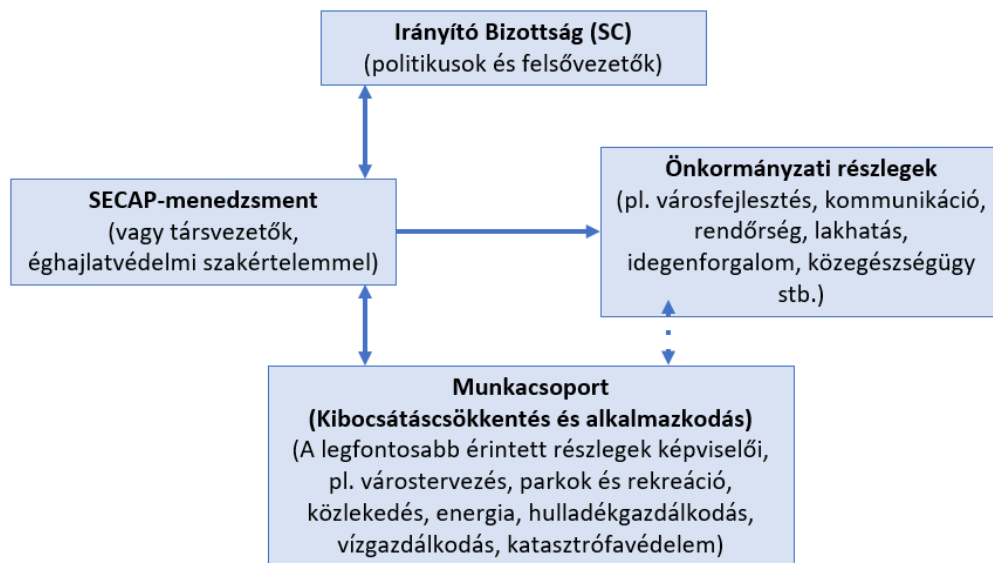 Irányító Bizottság (SC)
(politikusok és felsővezetők)
SECAP-menedzsment
(vagy társvezetők,
éghajlatvédelmi szakértelemmel)
Önkormányzati részlegek
(pl. városfejlesztés, kommunikáció,
rendőrség, lakhatás,
idegenforgalom, közegészségügy
stb.)
Munkacsoport
(Kibocsátáscsökkentés és alkalmazkodás)
(A legfontosabb érintett részlegek képviselői,
pl. várostervezés, parkok és rekreáció,
közlekedés, energia, hulladékgazdálkodás,
vízgazdálkodás, katasztrófavédelem)